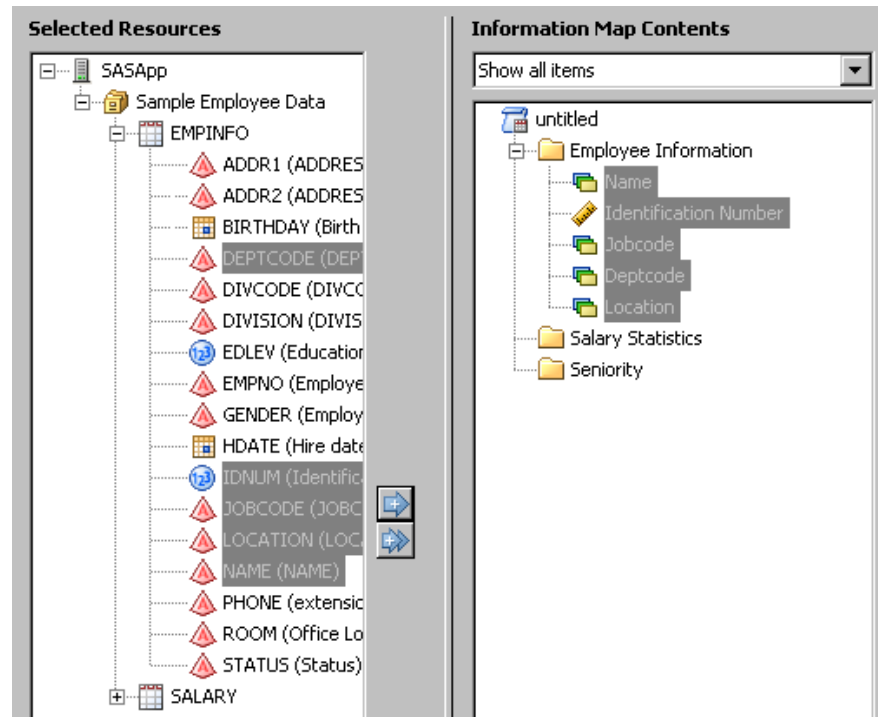 Selected Resources
SASApp
Sample Employee Data
EMPINFO
ADDR1 (ADDRES
ADDR2 (ADDRES
BIRTHDAY (Birth
DEPTCODE (DEP
DIVCODE (DIVCO
DIVISION (DIVIS
EDLEV (Education
EMPNO (Employe
GENDER (Employ
HDATE (Hire date
IDNUM (Identific
JOBCODE (JOBC
LOCATION (LOCA
NAME (NAME)
PHONE (extensio
ROOM (Office Lo
STATUS (Status)
SALARY
Information Map Contents
Show all items
untitled
Employee Information
Name
Identification Number
Jobcode
Deptcode
Location
Salary Statistics
Seniority